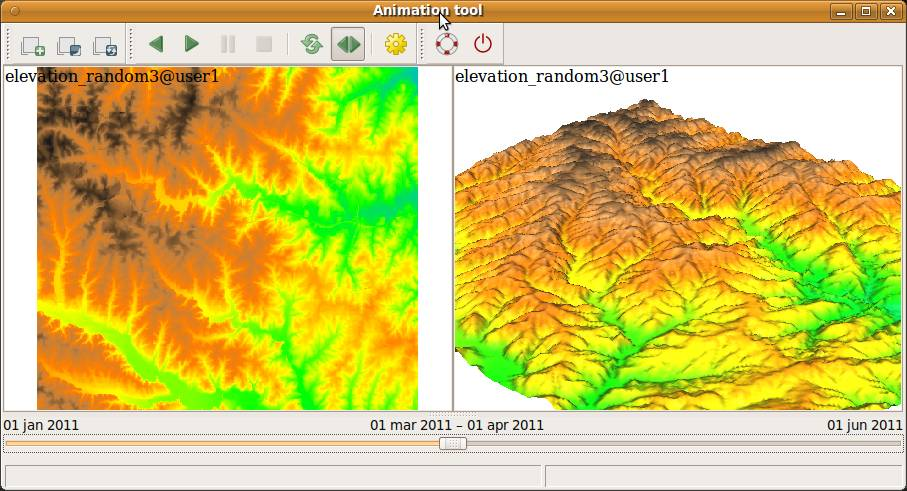 Animation tool
elevation_random3@user1
elevation_random3@user1
01 jan 2011
01 mar 2011 – 01 apr 2011
01 jun 2011